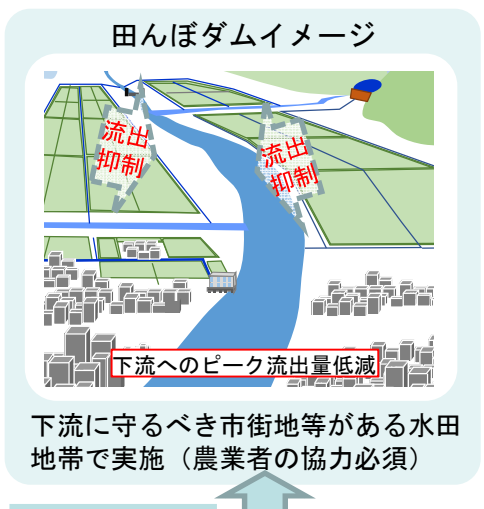 田んぼダムイメージ
流出
抑制
流出
抑制
下流へのピーク流出量低減
下流に守るべき市街地等がある水田
地帯で実施（農業者の協力必須）